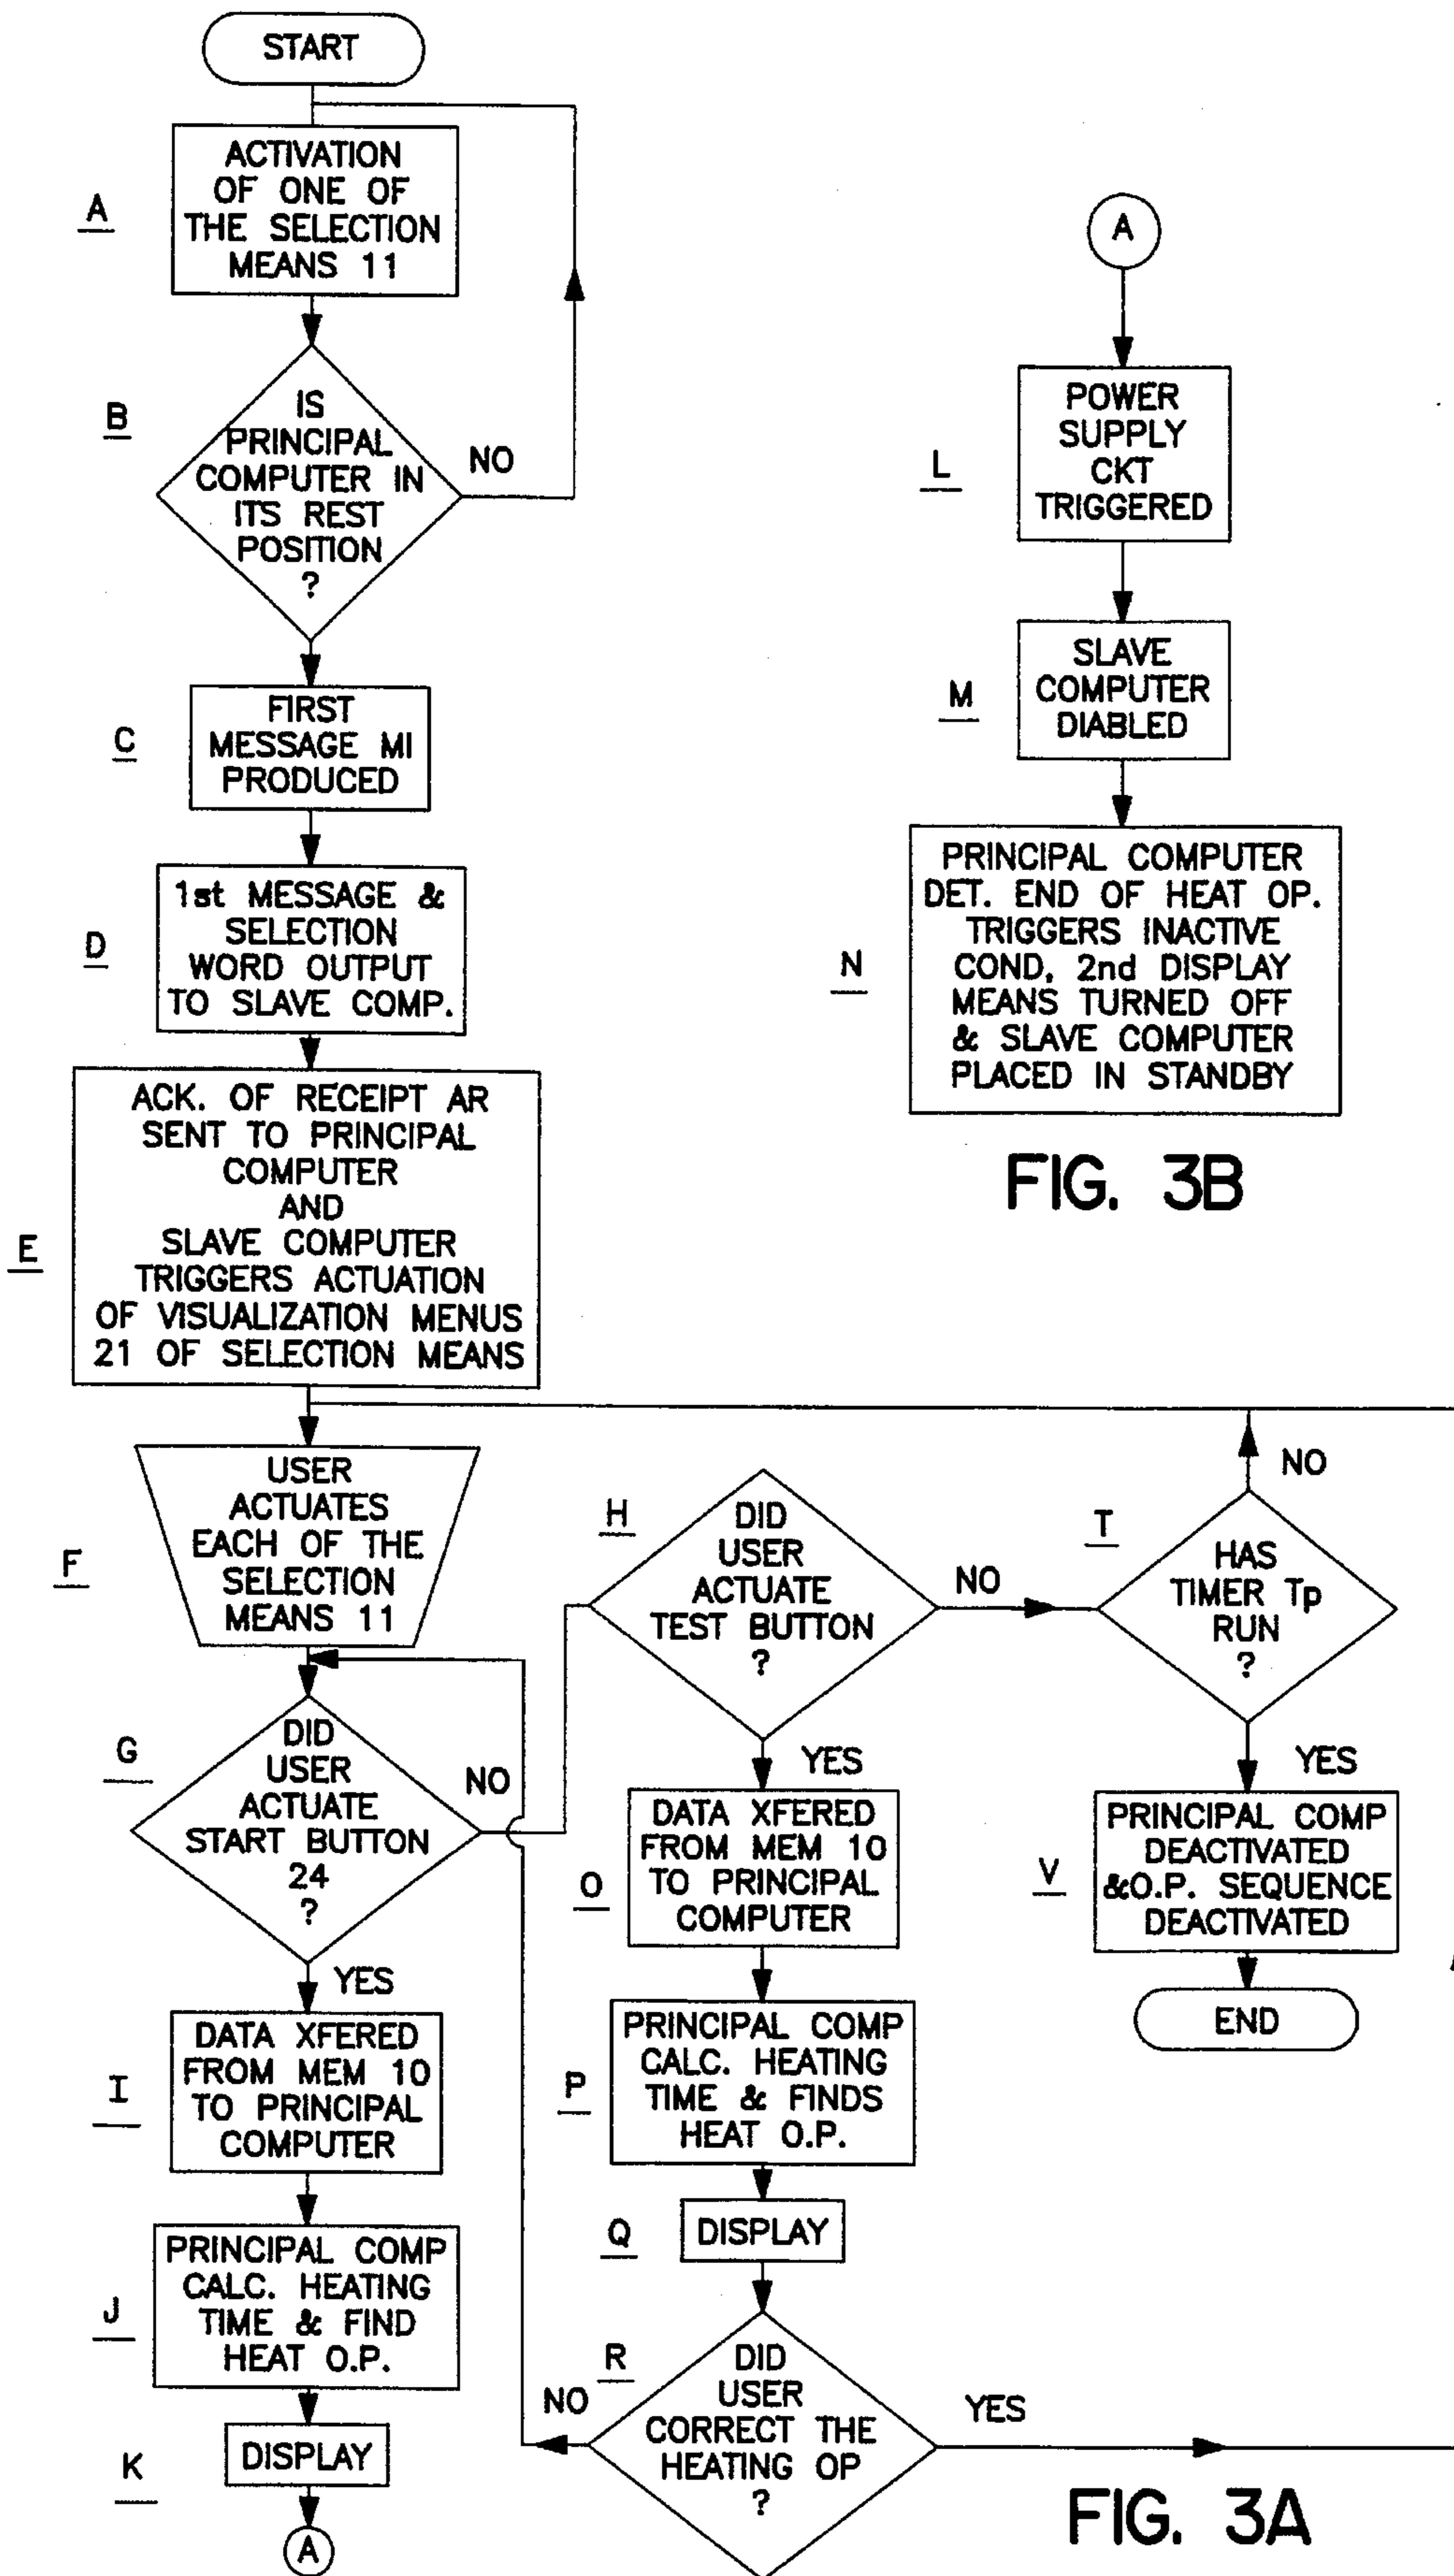 START
A
ACTIVATION
OF ONE OF
THE SELECTION
MEANS 11
B
IS
PRINCIPAL
COMPUTER IN
ITS REST
POSITION
?
NO
C
FIRST
MESSAGE MI
PRODUCED
D
1st MESSAGE &
SELECTION
WORD OUTPUT
TO SLAVE COMP.
E
ACK. OF RECEIPT AR
SENT TO PRINCIPAL
COMPUTER
AND
SLAVE COMPUTER
TRIGGERS ACTUATION
OF VISUALIZATION MENUS
21 OF SELECTION MEANS
F
USER
ACTUATES
EACH OF THE
SELECTION
MEANS 11
G
DID
USER
ACTUATE
START BUTTON
24
?
NO
YES
I
DATA XFERED
FROM MEM 10
TO PRINCIPAL
COMPUTER
J
PRINCIPAL COMP
CALC. HEATING
TIME & FIND
HEAT O.P.
K
DISPLAY
A
H
DID
USER
ACTUATE
TEST BUTTON
?
NO
YES
O
DATA XFERED
FROM MEM 10
TO PRINCIPAL
COMPUTER
P
PRINCIPAL COMP
CALC. HEATING
TIME & FINDS
HEAT O.P.
Q
DISPLAY
R
DID
USER
CORRECT THE
HEATING OP
?
NO
YES
T
HAS
TIMER Tp
RUN
?
NO
YES
V
PRINCIPAL COMP
DEACTIVATED
&O.P. SEQUENCE
DEACTIVATED
END
FIG. 3A
A
L
POWER
SUPPLY
CKT
TRIGGERED
M
SLAVE
COMPUTER
DIABLED
N
PRINCIPAL COMPUTER
DET. END OF HEAT OP.
TRIGGERS INACTIVE
COND, 2nd DISPLAY
MEANS TURNED OFF
& SLAVE COMPUTER
PLACED IN STANDBY
FIG. 3B